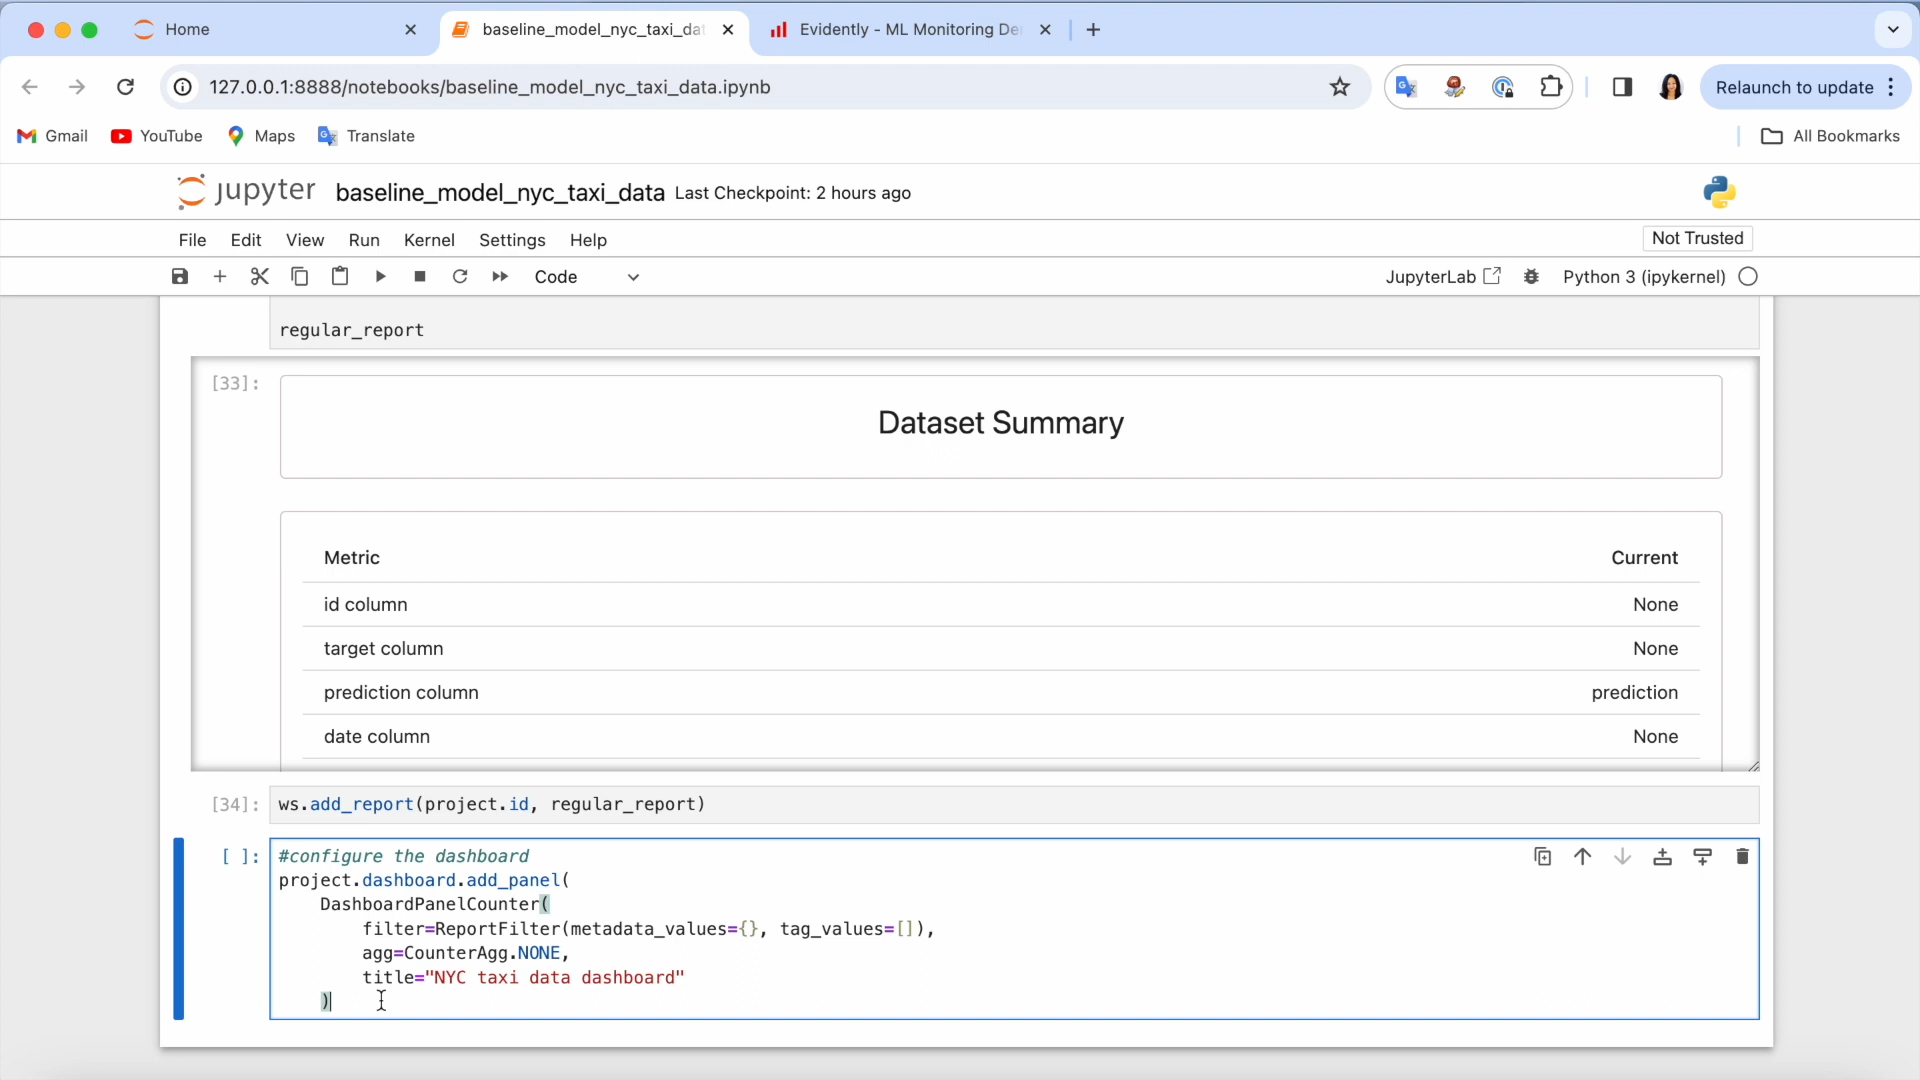 Home
baseline_model_nyc_taxi_dat
Evidently - ML Monitoring De
127.0.0.1:8888/notebooks/baseline_model_nyc_taxi_data.ipynb
Relaunch to update
Gmail
YouTube
Maps
Translate
All Bookmarks
jupyter
baseline_model_nyc_taxi_data
Last Checkpoint: 2 hours ago
File
Edit
View
Run
Kernel
Settings
Help
Not Trusted
Code
JupyterLab
Python 3 (ipykernel)
regular_report
[33]:
Dataset Summary
Metric Current
id column None
target column None
prediction column prediction
date column None
[34]: ws.add_report(project.id, regular_report)
[ ]: #configure the dashboard
project.dashboard.add_panel(
DashboardPanelCounter(
filter=ReportFilter(metadata_values={}, tag_values=[]),
agg=CounterAgg.NONE,
title="NYC taxi data dashboard"
)